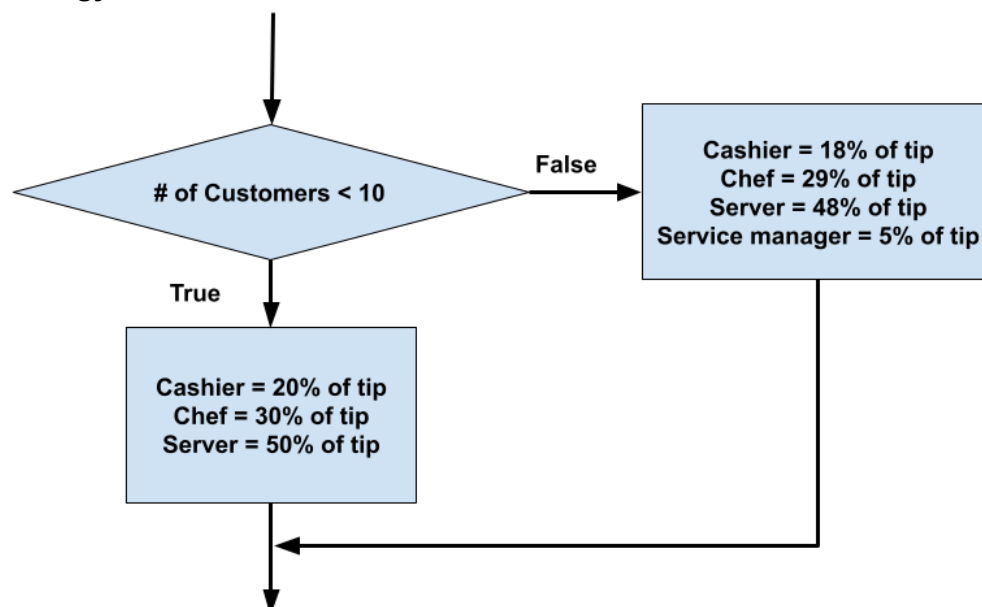 # of Customers < 10
False
Cashier = 18% of tip
Chef = 29% of tip
Server = 48% of tip
Service manager = 5% of tip
True
Cashier = 20% of tip
Chef = 30% of tip
Server = 50% of tip